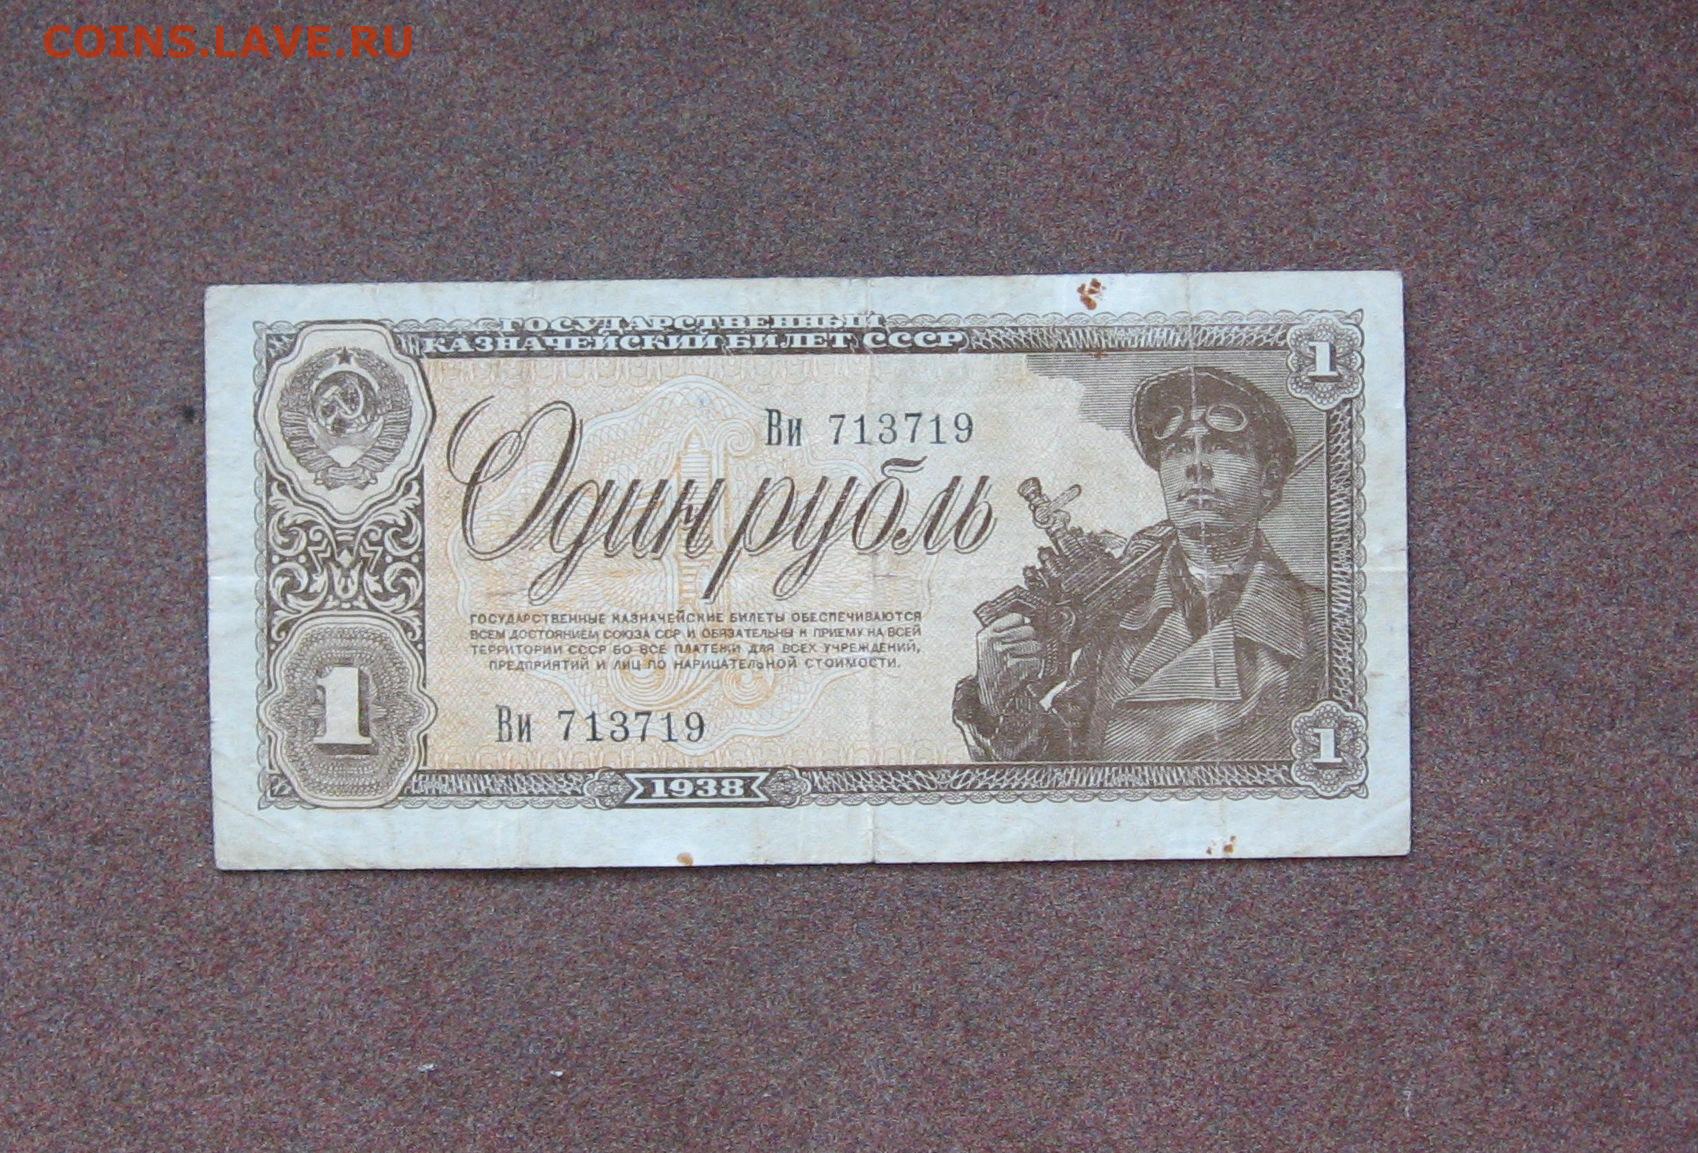 COINS.LAVE.RU
ГОСУДАРСТВЕННЫЙ
КАЗНАЧЕЙСКИЙ БИЛЕТ СССР
1
Ви 713719
Один рубль
ГОСУДАРСТВЕННЫЕ КАЗНАЧЕЙСКИЕ БИЛЕТЫ ОБЕСПЕЧИВАЮТСЯ
ВСЕМ ДОСТОЯНИЕМ СОЮЗА ССР И ОБЯЗАТЕЛЬНЫ К ПРИЕМУ НА ВСЕЙ
ТЕРРИТОРИИ СССР ВО ВСЕ ПЛАТЕЖИ ДЛЯ ВСЕХ УЧРЕЖДЕНИЙ,
ПРЕДПРИЯТИЙ И ЛИЦ ПО НАРИЦАТЕЛЬНОЙ СТОИМОСТИ.
1
Ви 713719
1
1938